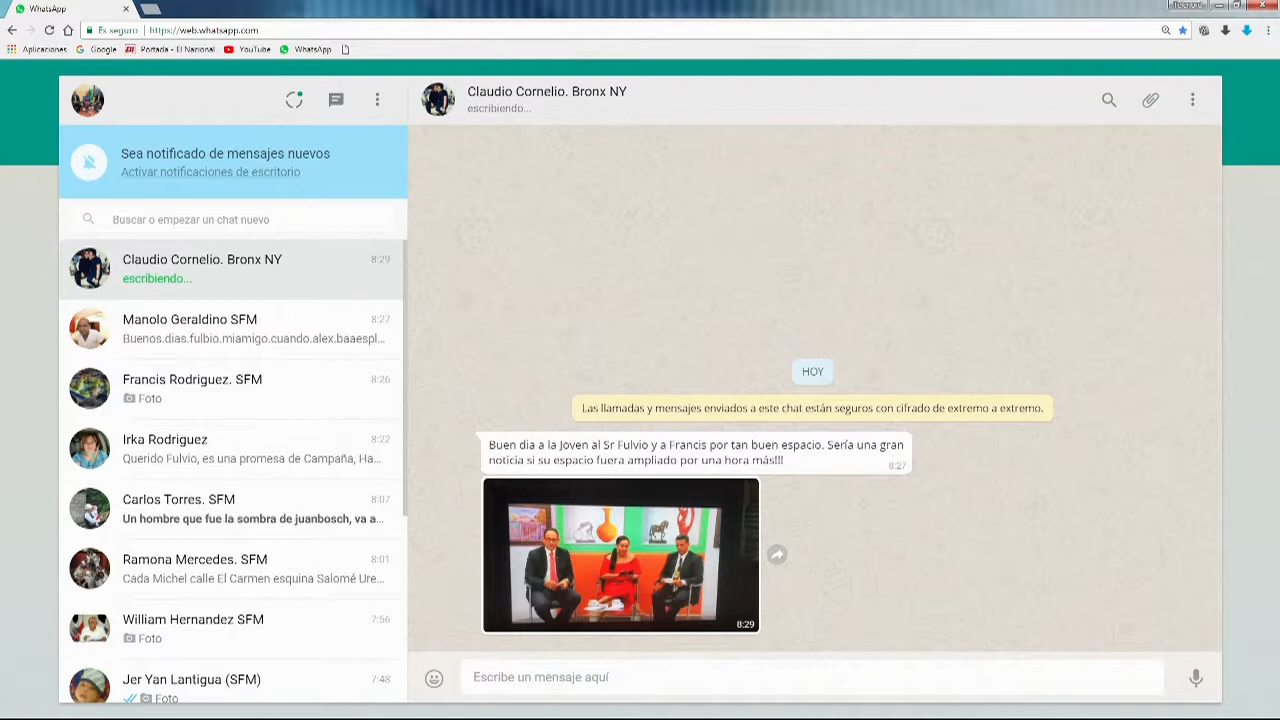 WhatsApp
Telenord
Es seguro
https://web.whatsapp.com
Aplicaciones
Google
Portada - El Nacional
YouTube
WhatsApp
Sea notificado de mensajes nuevos
Activar notificaciones de escritorio
Buscar o empezar un chat nuevo
Claudio Cornelio. Bronx NY
8:29
escribiendo...
Manolo Geraldino SFM
8:27
Buenos.dias.fulbio.miamigo.cuando.alex.baaespl...
Francis Rodriguez. SFM
8:26
Foto
Irka Rodriguez
8:22
Querido Fulvio, es una promesa de Campaña, Ha...
Carlos Torres. SFM
8:07
Un hombre que fue la sombra de juanbosch, va a...
Ramona Mercedes. SFM
8:01
Cada Michel calle El Carmen esquina Salomé Ure...
William Hernandez SFM
7:56
Foto
Jer Yan Lantigua (SFM)
7:48
Foto
Claudio Cornelio. Bronx NY
escribiendo...
HOY
Las llamadas y mensajes enviados a este chat están seguros con cifrado de extremo a extremo.
Buen dia a la Joven al Sr Fulvio y a Francis por tan buen espacio. Sería una gran
noticia si su espacio fuera ampliado por una hora más!!!
8:27
8:29
Escribe un mensaje aquí